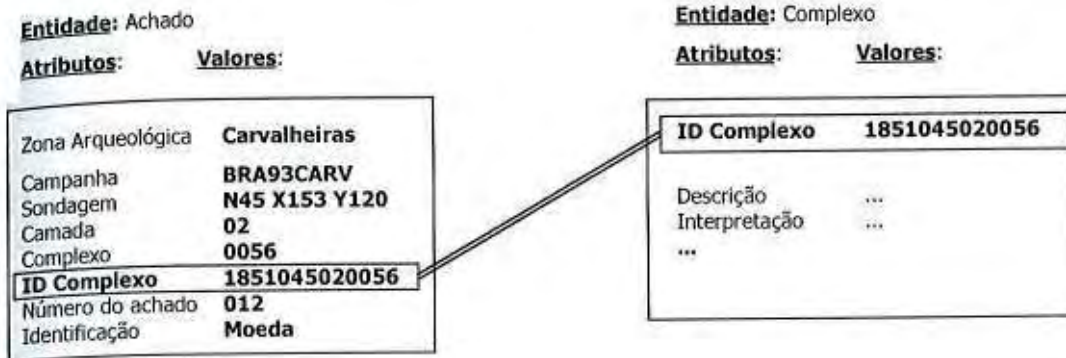 Entidade: Achado
Atributos: Valores:
Zona Arqueológica Carvalheiras
Campanha BRA93CARV
Sondagem N45 X153 Y120
Camada 02
Complexo 0056
ID Complexo 1851045020056
Número do achado 012
Identificação Moeda
Entidade: Complexo
Atributos: Valores:
ID Complexo 1851045020056
Descrição ...
Interpretação ...
...